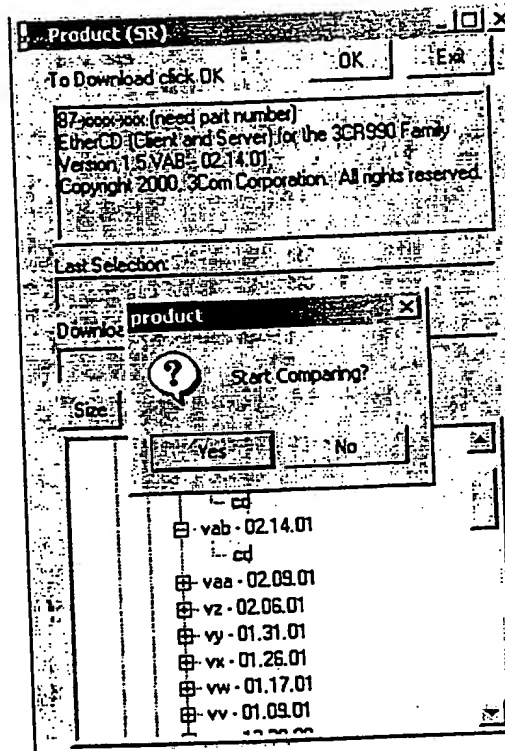 Product (SR)
To Download click OK
OK
Exit
87-xxxx-xxx (need part number)
EtherCD (Client and Server) for the 3CR990 Family
Version 1.5.VAB - 02.14.01
Copyright 2000, 3Com Corporation. All rights reserved.
Last Selection:
product
Start Comparing?
Size
Yes
No
cd
vab - 02.14.01
cd
vaa - 02.09.01
vz - 02.06.01
vy - 01.31.01
vx - 01.26.01
vw - 01.17.01
vv - 01.09.01